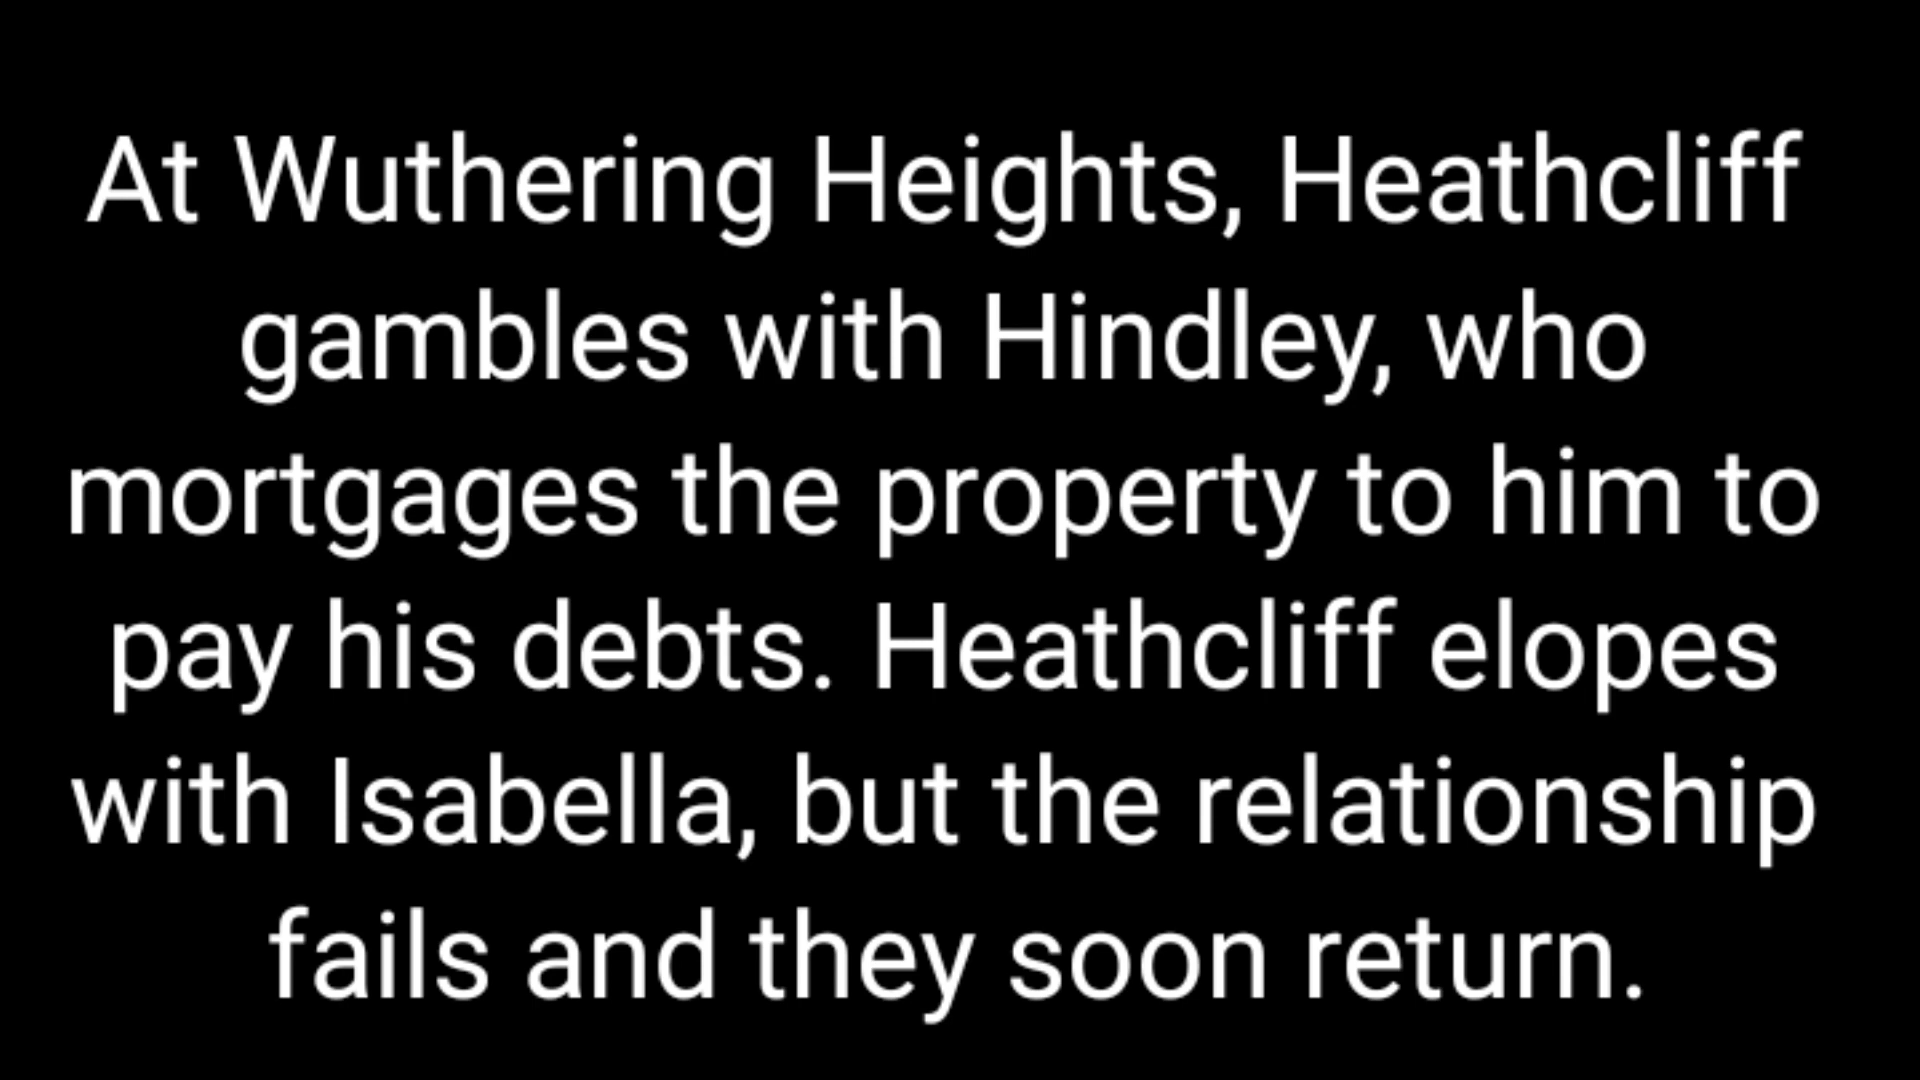 At Wuthering Heights, Heathcliff
gambles with Hindley, who
mortgages the property to him to
pay his debts. Heathcliff elopes
with Isabella, but the relationship
fails and they soon return.